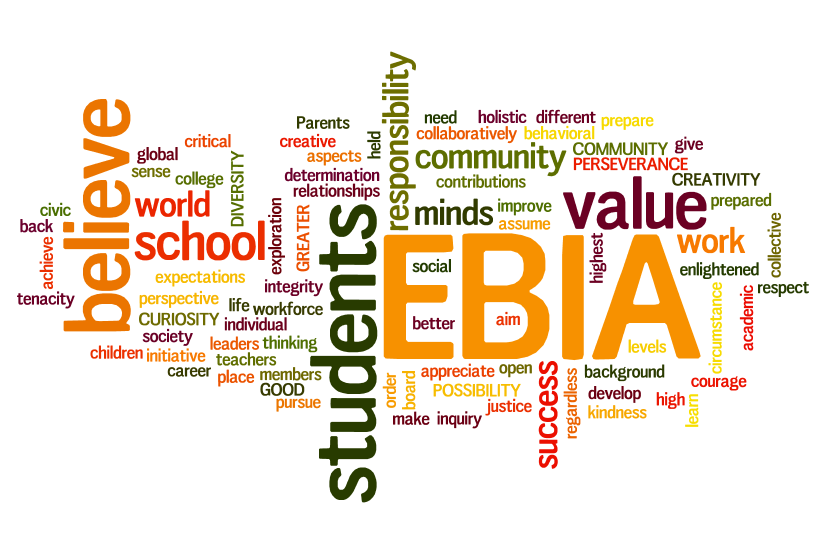 believe
students
EBIA
value
responsibility
school
world
community
minds
work
success
Parents
creative
aspects
held
critical
global
sense
college
DIVERSITY
civic
back
achieve
tenacity
determination
relationships
exploration
GREATER
integrity
expectations
perspective
CURIOSITY
society
life
workforce
individual
children
initiative
leaders
thinking
teachers
career
place
members
GOOD
pursue
need
holistic
different
prepare
collaboratively
behavioral
COMMUNITY
give
PERSEVERANCE
contributions
CREATIVITY
improve
assume
prepared
highest
collective
enlightened
respect
social
better
aim
levels
circumstance
academic
order
board
appreciate
open
POSSIBILITY
justice
make
inquiry
regardless
background
develop
kindness
high
courage
learn